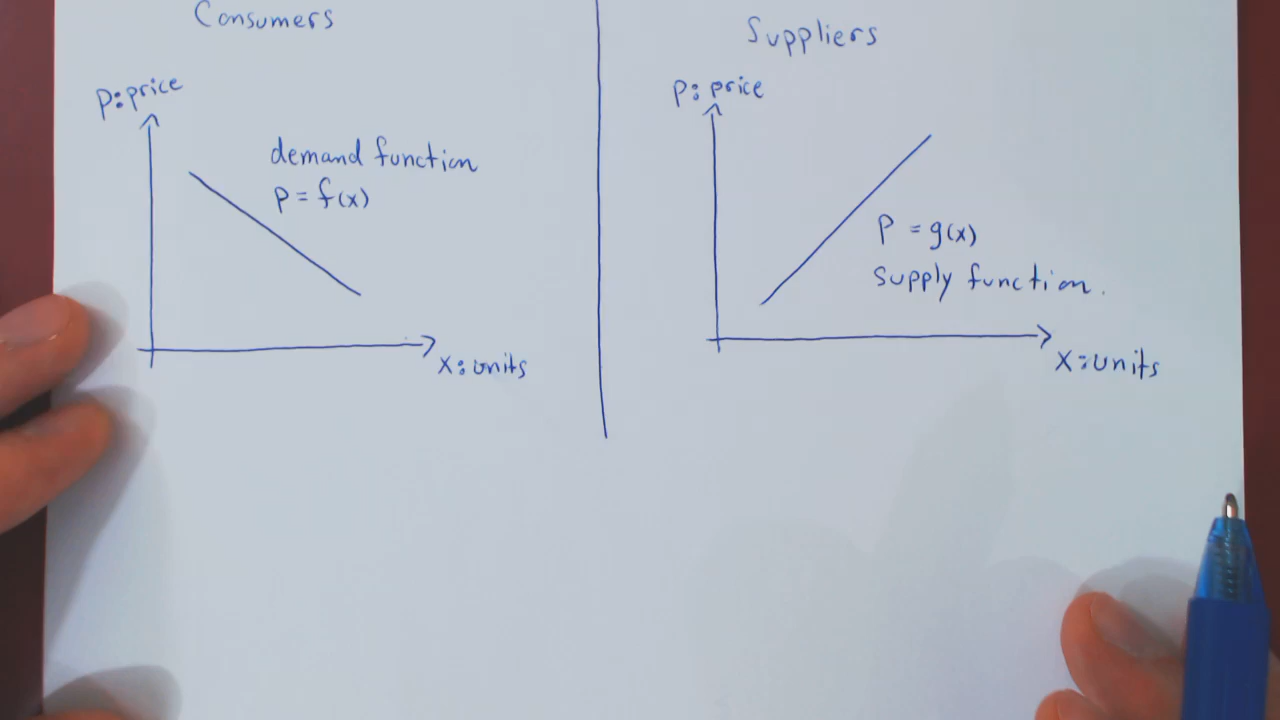 Consumers
p: price
demand function
p = f(x)
x: units
Suppliers
p: price
p = g(x)
supply function.
x: units